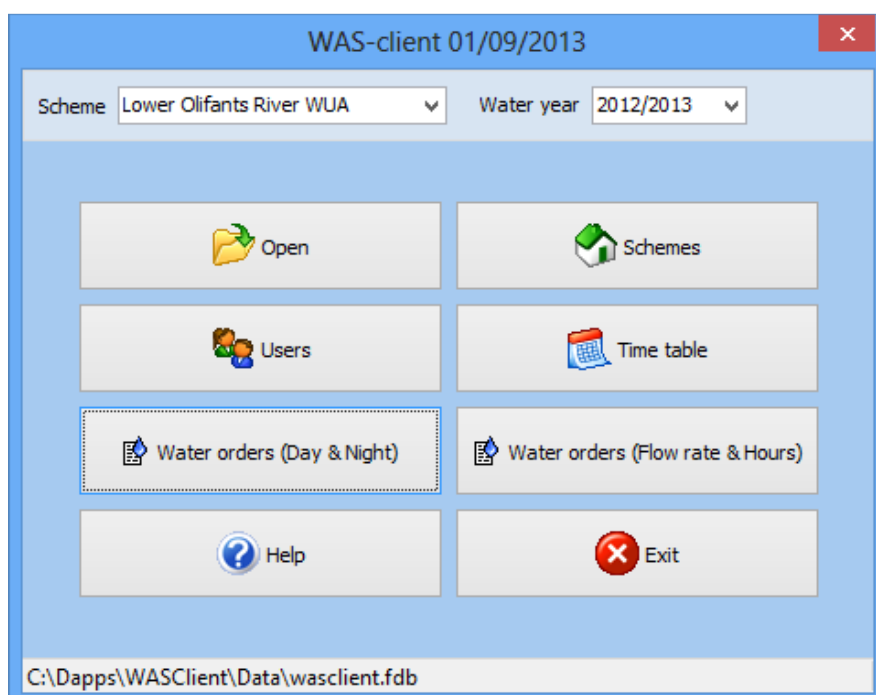 WAS-client 01/09/2013
Scheme Lower Olifants River WUA Water year 2012/2013
Open Schemes
Users Time table
Water orders (Day & Night) Water orders (Flow rate & Hours)
Help Exit
C:\Dapps\WASClient\Data\wasclient.fdb